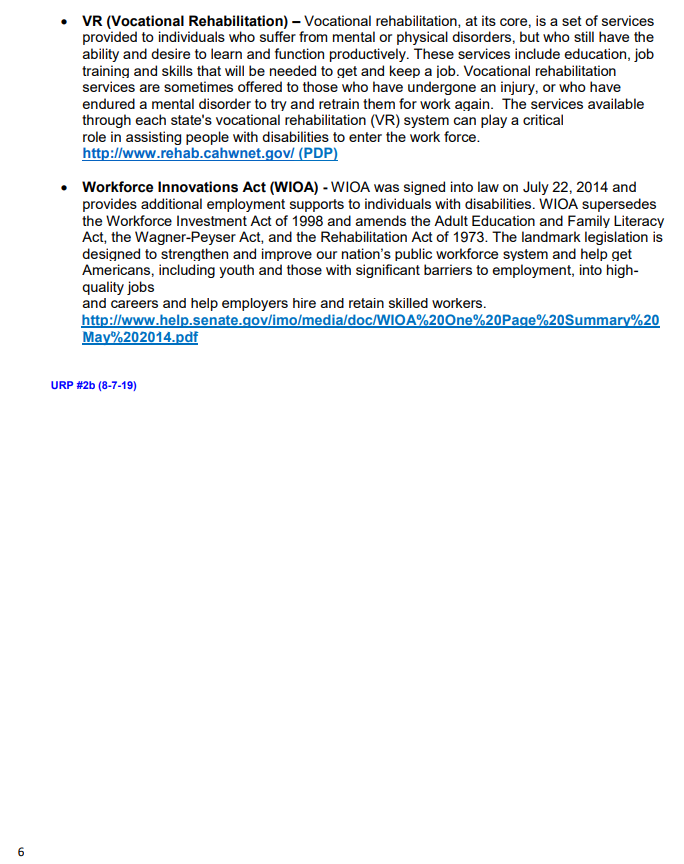 • VR (Vocational Rehabilitation) – Vocational rehabilitation, at its core, is a set of services
provided to individuals who suffer from mental or physical disorders, but who still have the
ability and desire to learn and function productively. These services include education, job
training and skills that will be needed to get and keep a job. Vocational rehabilitation
services are sometimes offered to those who have undergone an injury, or who have
endured a mental disorder to try and retrain them for work again.  The services available
through each state's vocational rehabilitation (VR) system can play a critical
role in assisting people with disabilities to enter the work force.
http://www.rehab.cahwnet.gov/ (PDP)
• Workforce Innovations Act (WIOA) - WIOA was signed into law on July 22, 2014 and
provides additional employment supports to individuals with disabilities. WIOA supersedes
the Workforce Investment Act of 1998 and amends the Adult Education and Family Literacy
Act, the Wagner-Peyser Act, and the Rehabilitation Act of 1973. The landmark legislation is
designed to strengthen and improve our nation's public workforce system and help get
Americans, including youth and those with significant barriers to employment, into high-
quality jobs
and careers and help employers hire and retain skilled workers.
http://www.help.senate.gov/imo/media/doc/WIOA%20One%20Page%20Summary%20
May%202014.pdf
URP #2b (8-7-19)
6